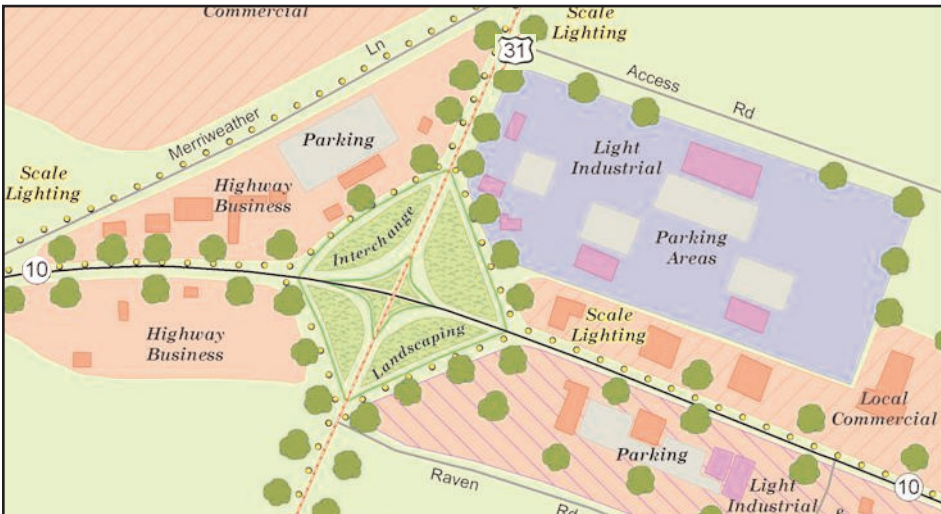 Commercial
Scale
Lighting
31
Ln
Merriweather
Access
Rd
Parking
Light
Industrial
Scale
Lighting
Highway
Business
Interchange
Parking
Areas
10
Scale
Lighting
Highway
Business
Landscaping
Local
Commercial
Parking
Raven
Rd
Light
Industrial
&
10